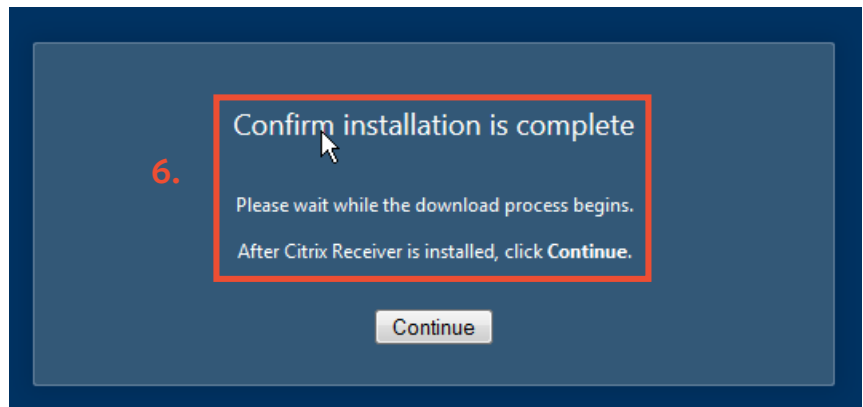 Confirm installation is complete
6.
Please wait while the download process begins.
After Citrix Receiver is installed, click Continue.
Continue